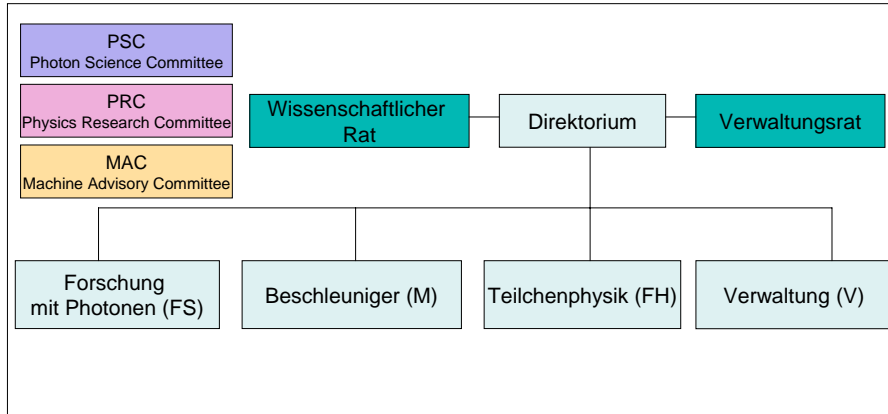 PSC
Photon Science Committee
PRC
Physics Research Committee
MAC
Machine Advisory Committee
Wissenschaftlicher
Rat
Direktorium
Verwaltungsrat
Forschung
mit Photonen (FS)
Beschleuniger (M)
Teilchenphysik (FH)
Verwaltung (V)